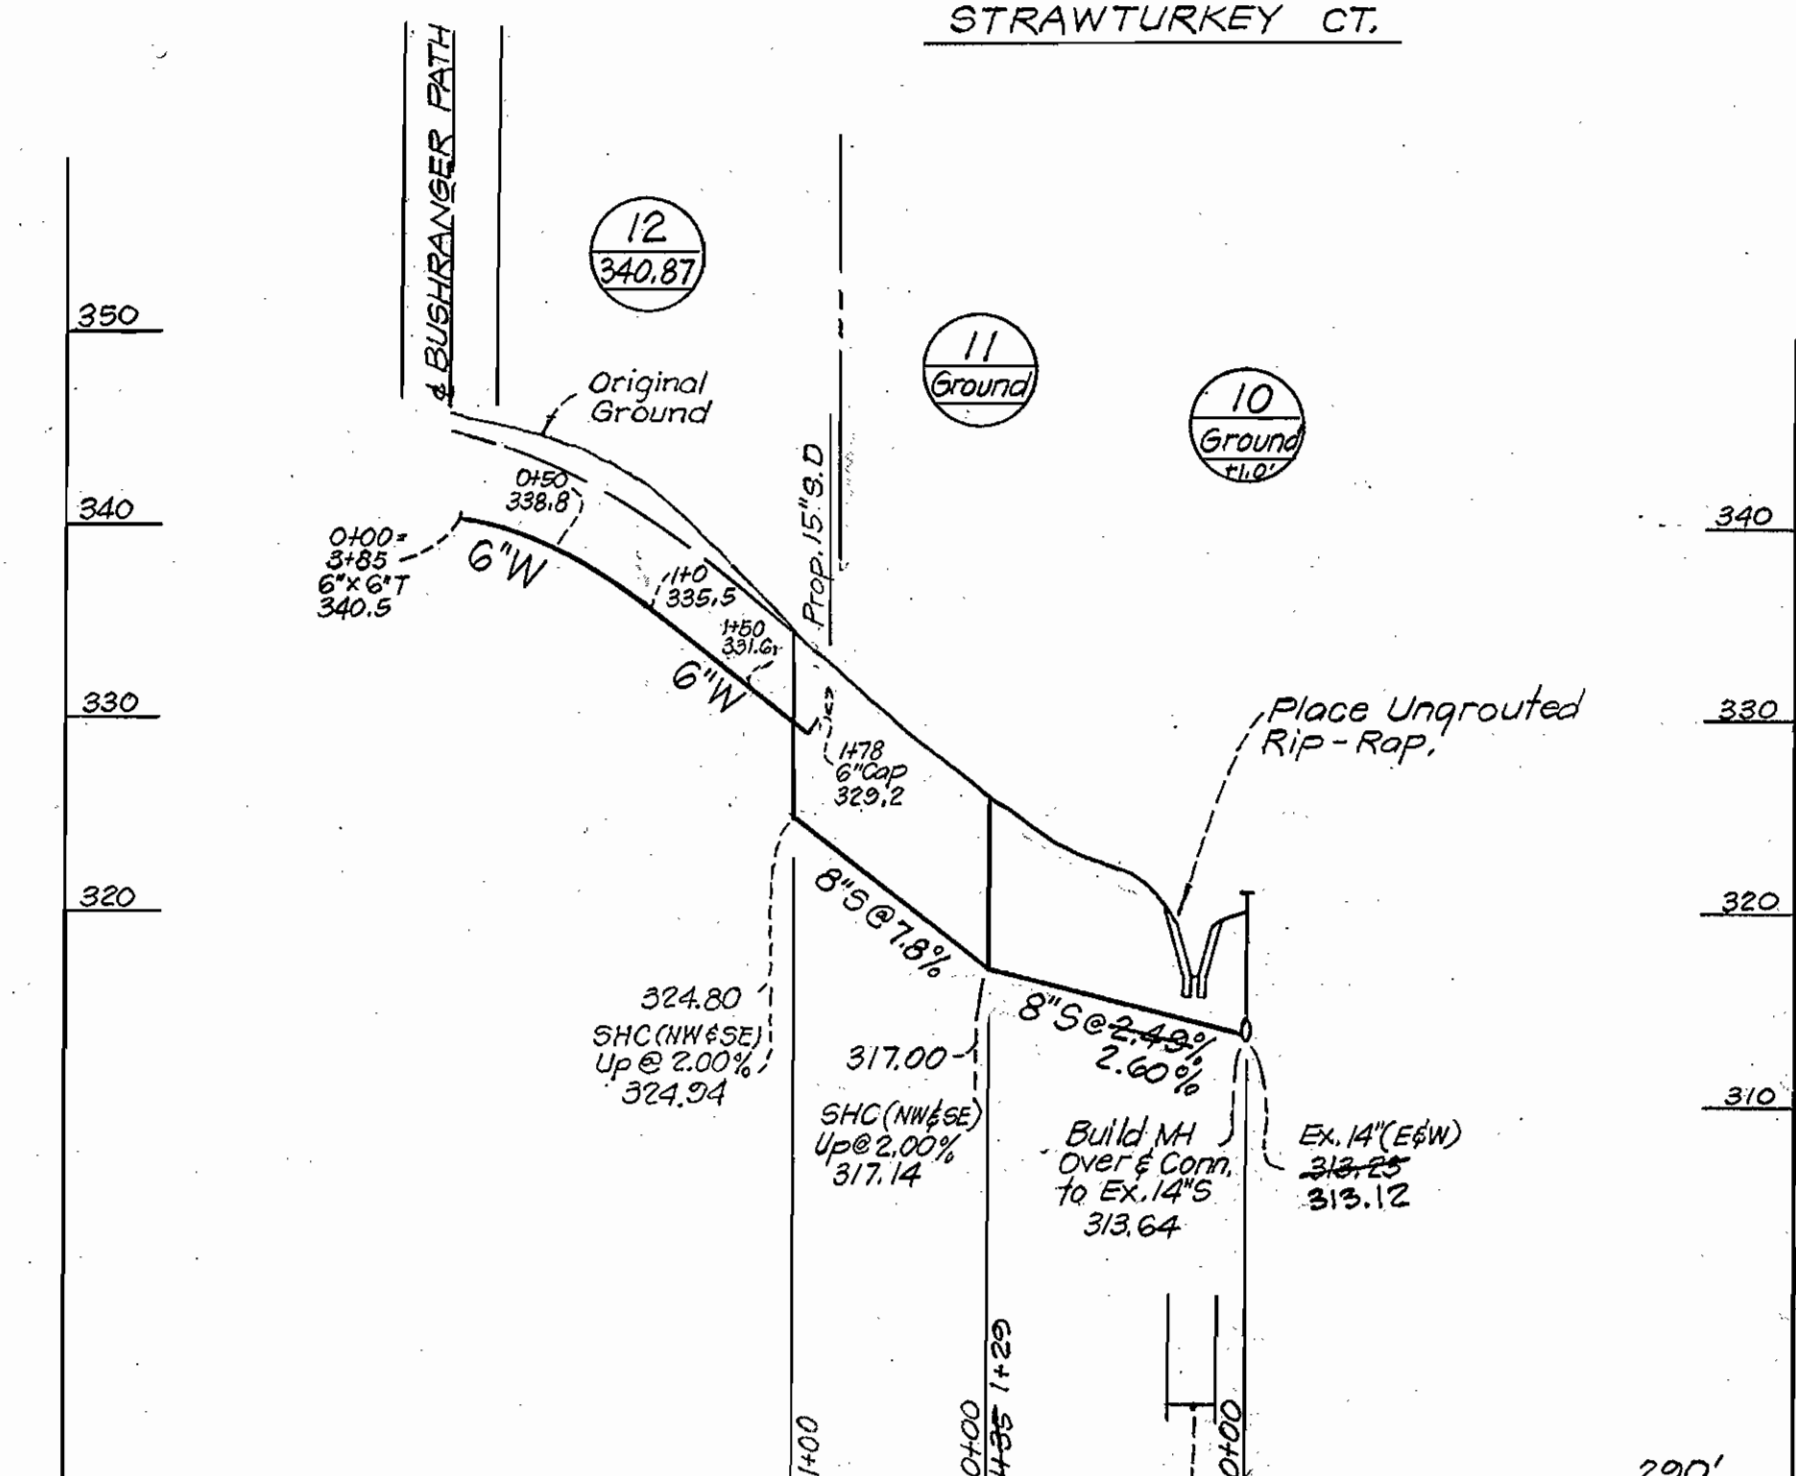 STRAWTURKEY CT.
℄ BUSHRANGER PATH
12
340.87
11
Ground
10
Ground
+1.0'
350
340
330
320
Original
Ground
0+50
338.8
0+00=
3+85
6"x6"T
340.5
6"W
1+0
335.5
1+50
331.6
6"W
Prop. 15"S.D
1+78
6"Cap
329.2
Place Ungrouted
Rip-Rap.
340
330
320
310
290'
8"S@7.8%
324.80
SHC(NW&SE)
Up@2.00%
324.94
8"S@2.49%
2.60%
317.00
SHC(NW&SE)
Up@2.00%
317.14
Build MH
Over & Conn.
to Ex.14"S
313.64
Ex.14"(E&W)
313.25
313.12
1+00
0+00
1+35 1+29
0+00